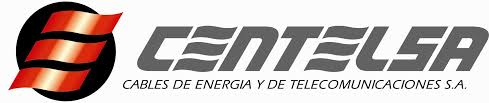 CENTELSA
CABLES DE ENERGIA Y DE TELECOMUNICACIONES S.A.